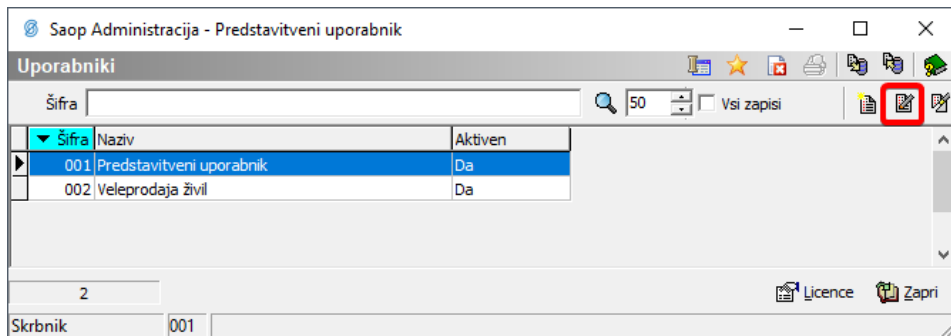 Saop Administracija - Predstavitveni uporabnik
Uporabniki
Šifra 50 Vsi zapisi
Šifra Naziv Aktiven
001 Predstavitveni uporabnik Da
002 Veleprodaja živil Da
2 Licence Zapri
Skrbnik 001